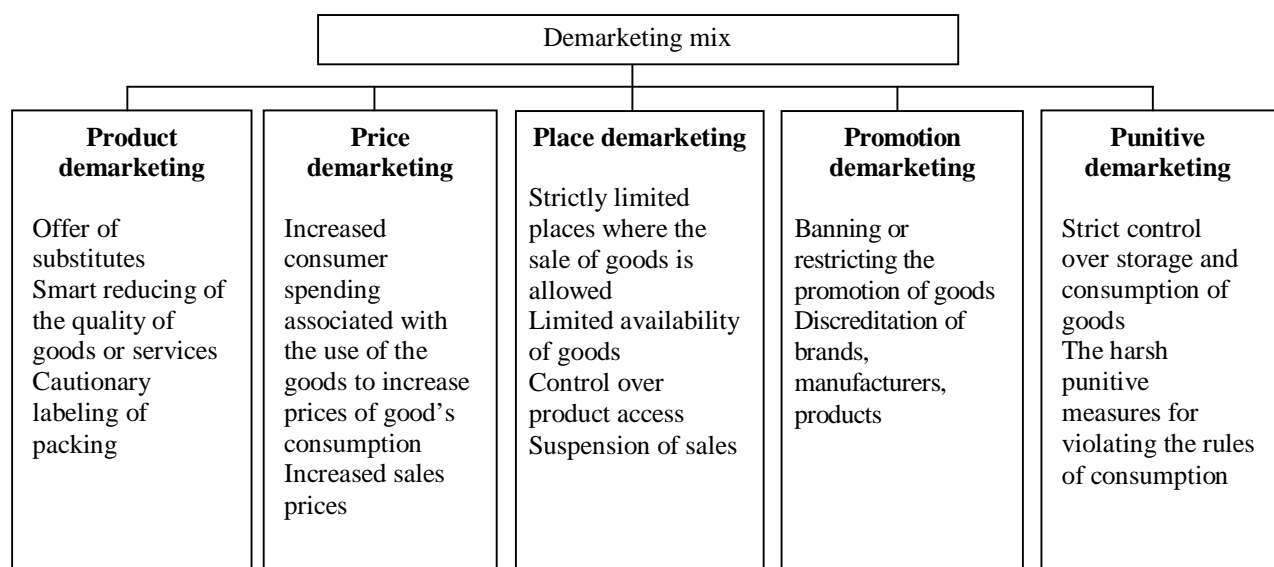 Demarketing mix
Product
demarketing
Offer of
substitutes
Smart reducing of
the quality of
goods or services
Cautionary
labeling of
packing
Price
demarketing
Increased
consumer
spending
associated with
the use of the
goods to increase
prices of good’s
consumption
Increased sales
prices
Place demarketing
Strictly limited
places where the
sale of goods is
allowed
Limited availability
of goods
Control over
product access
Suspension of sales
Promotion
demarketing
Banning or
restricting the
promotion of goods
Discreditation of
brands,
manufacturers,
products
Punitive
demarketing
Strict control
over storage and
consumption of
goods
The harsh
punitive
measures for
violating the rules
of consumption